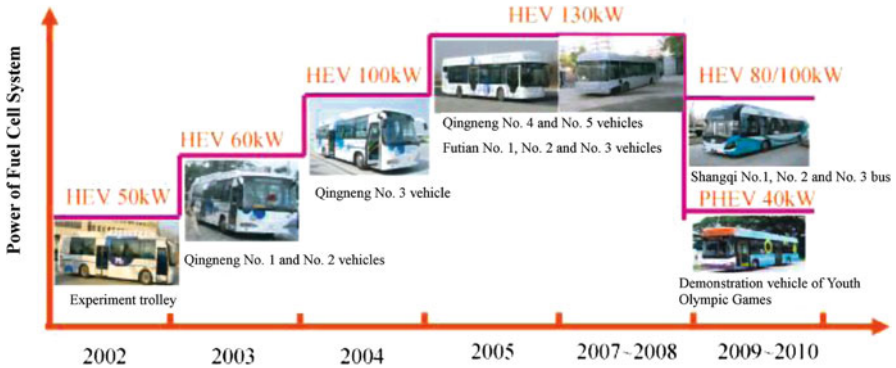 Power of Fuel Cell System
HEV 50kW
Experiment trolley
HEV 60kW
Qingneng No. 1 and No. 2 vehicles
HEV 100kW
Qingneng No. 3 vehicle
HEV 130kW
Qingneng No. 4 and No. 5 vehicles
Futian No. 1, No. 2 and No. 3 vehicles
HEV 80/100kW
Shangqi No.1, No. 2 and No. 3 bus
PHEV 40kW
Demonstration vehicle of Youth
Olympic Games
2002
2003
2004
2005
2007~2008
2009~2010